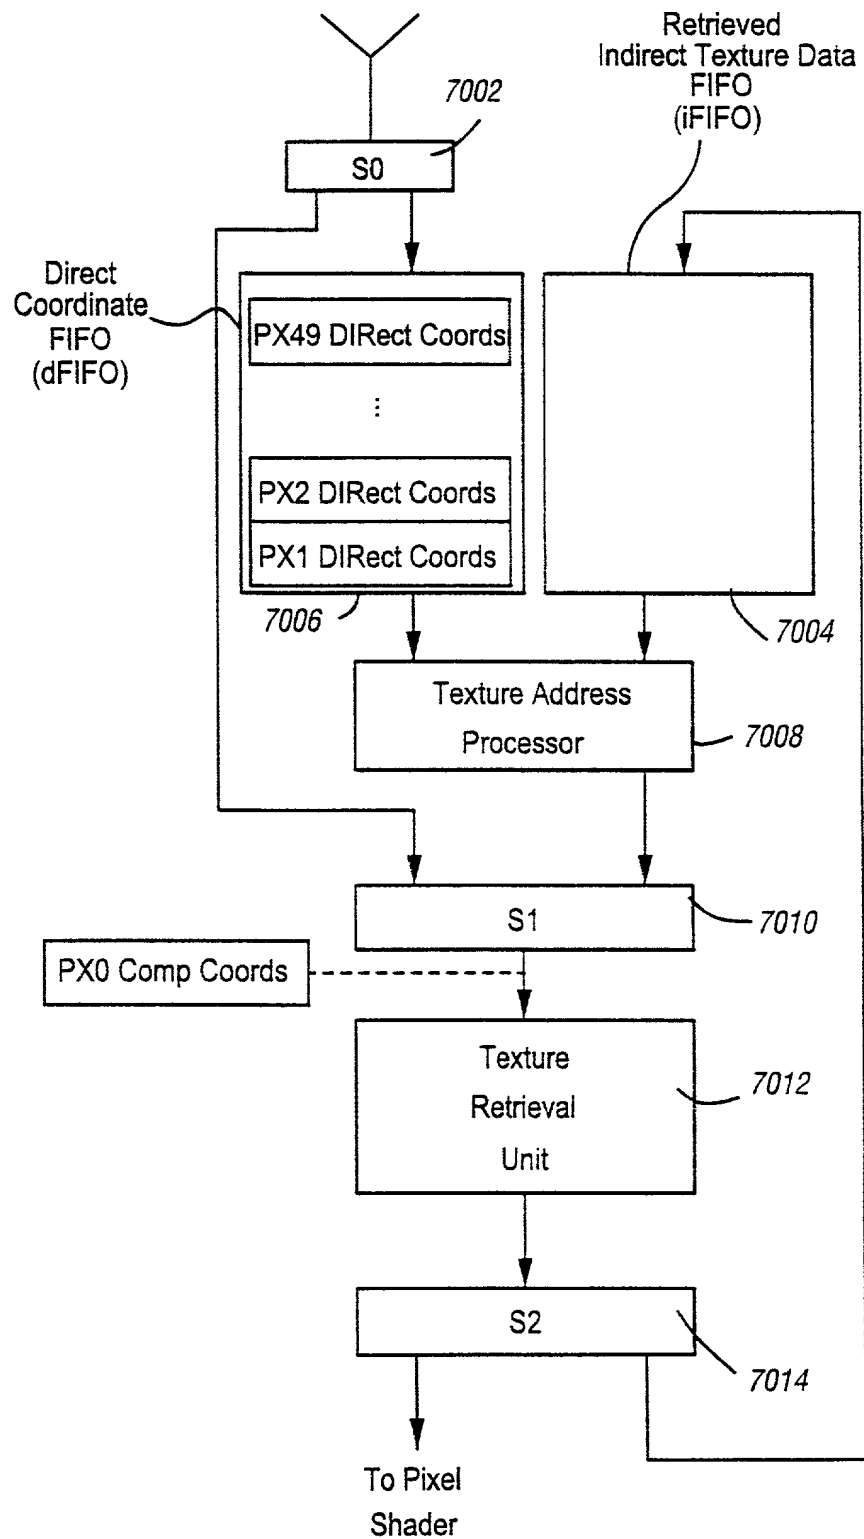 Retrieved
Indirect Texture Data
FIFO
(iFIFO)
7002
S0
Direct
Coordinate
FIFO
(dFIFO)
PX49 DIRect Coords
...
PX2 DIRect Coords
PX1 DIRect Coords
7006
7004
Texture Address
Processor
7008
S1
7010
PX0 Comp Coords
Texture
Retrieval
Unit
7012
S2
7014
To Pixel
Shader